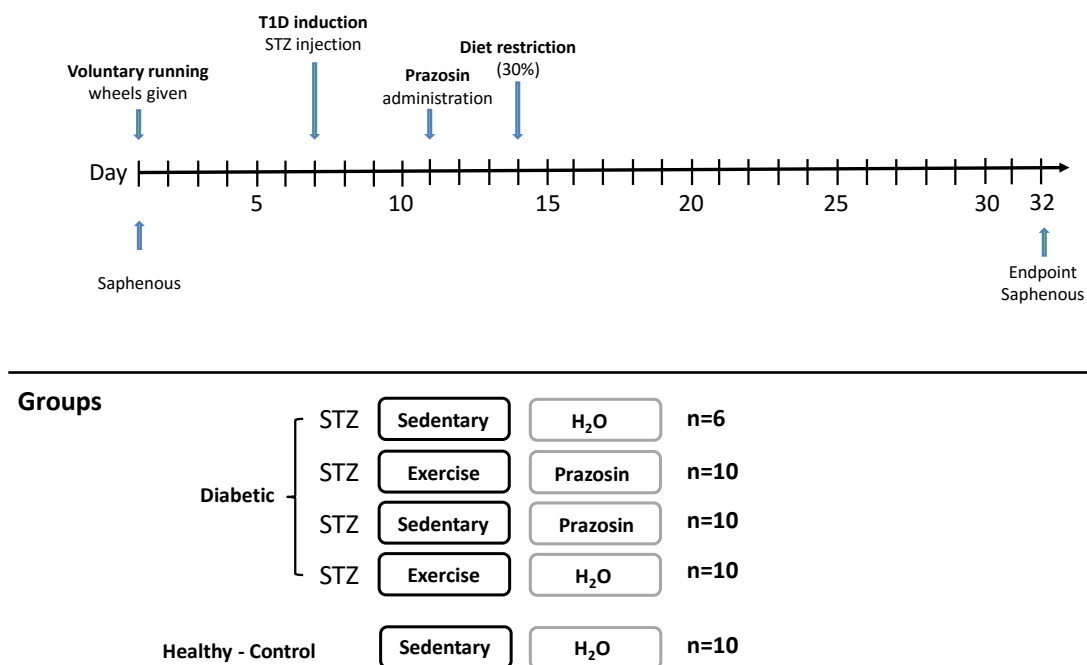 T1D induction
STZ injection
Diet restriction
(30%)
Voluntary running
wheels given
Prazosin
administration
Day
5
10
15
20
25
30
32
Saphenous
Endpoint
Saphenous
Groups
Diabetic
STZ Sedentary H₂O n=6
STZ Exercise Prazosin n=10
STZ Sedentary Prazosin n=10
STZ Exercise H₂O n=10
Healthy - Control Sedentary H₂O n=10